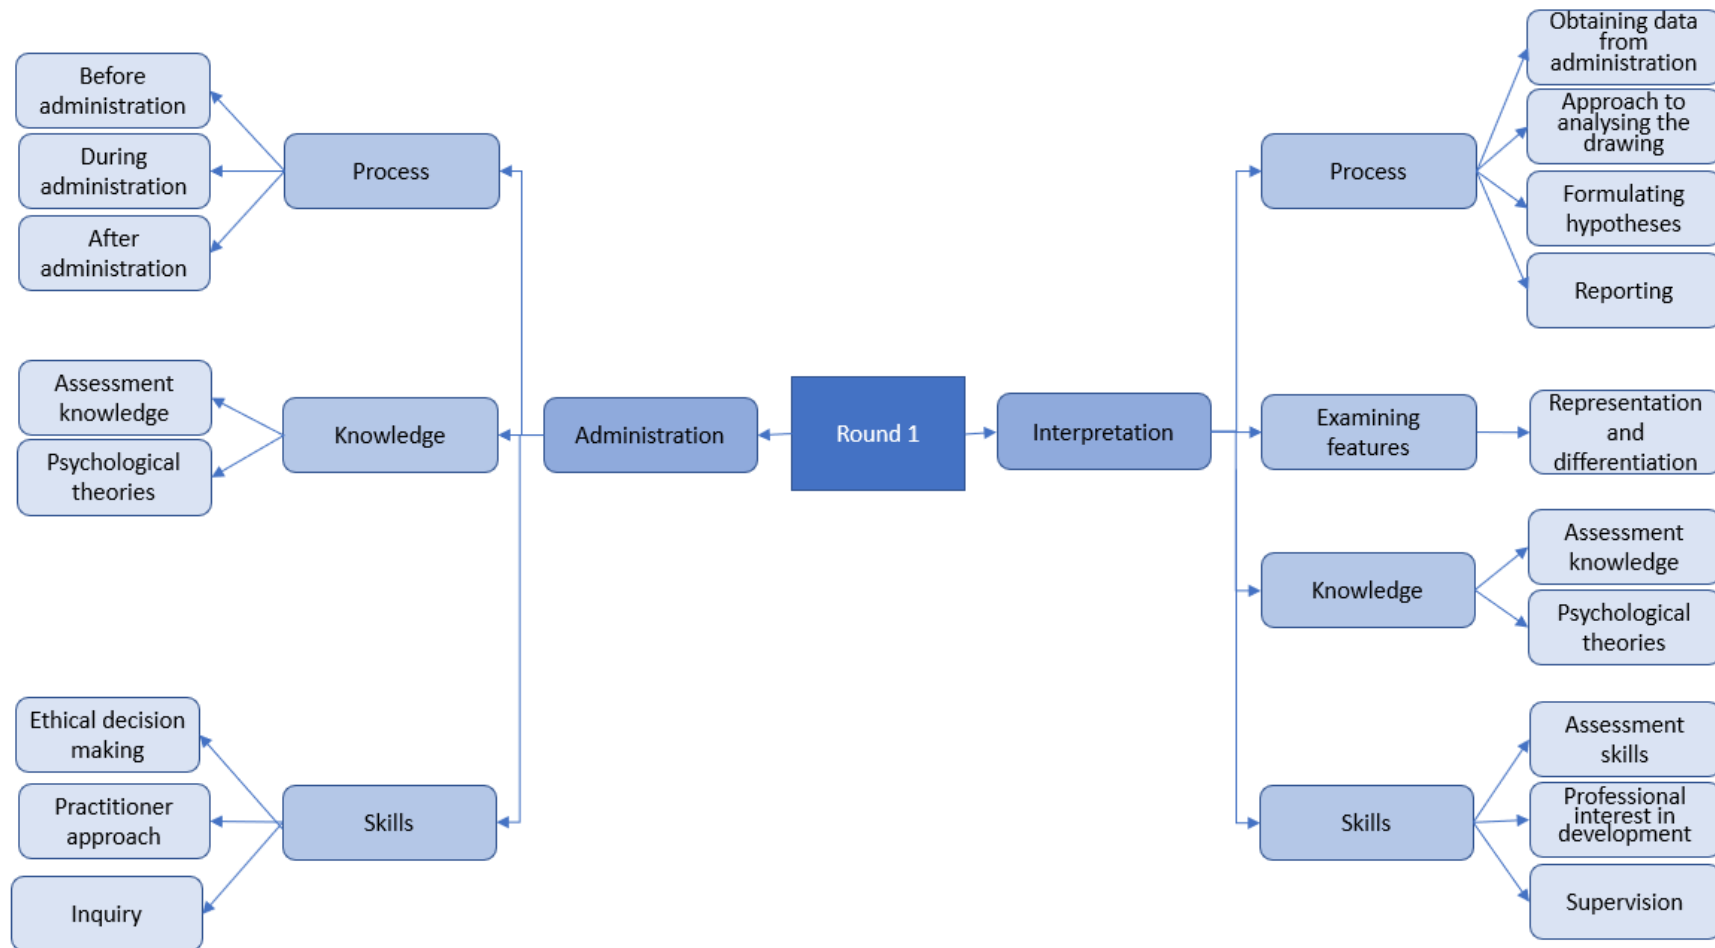 Before
administration
During
administration
After
administration
Process
Assessment
knowledge
Psychological
theories
Knowledge
Ethical decision
making
Practitioner
approach
Inquiry
Skills
Administration
Round 1
Interpretation
Process
Obtaining data
from
administration
Approach to
analysing the
drawing
Formulating
hypotheses
Reporting
Examining
features
Representation
and
differentiation
Knowledge
Assessment
knowledge
Psychological
theories
Skills
Assessment
skills
Professional
interest in
development
Supervision